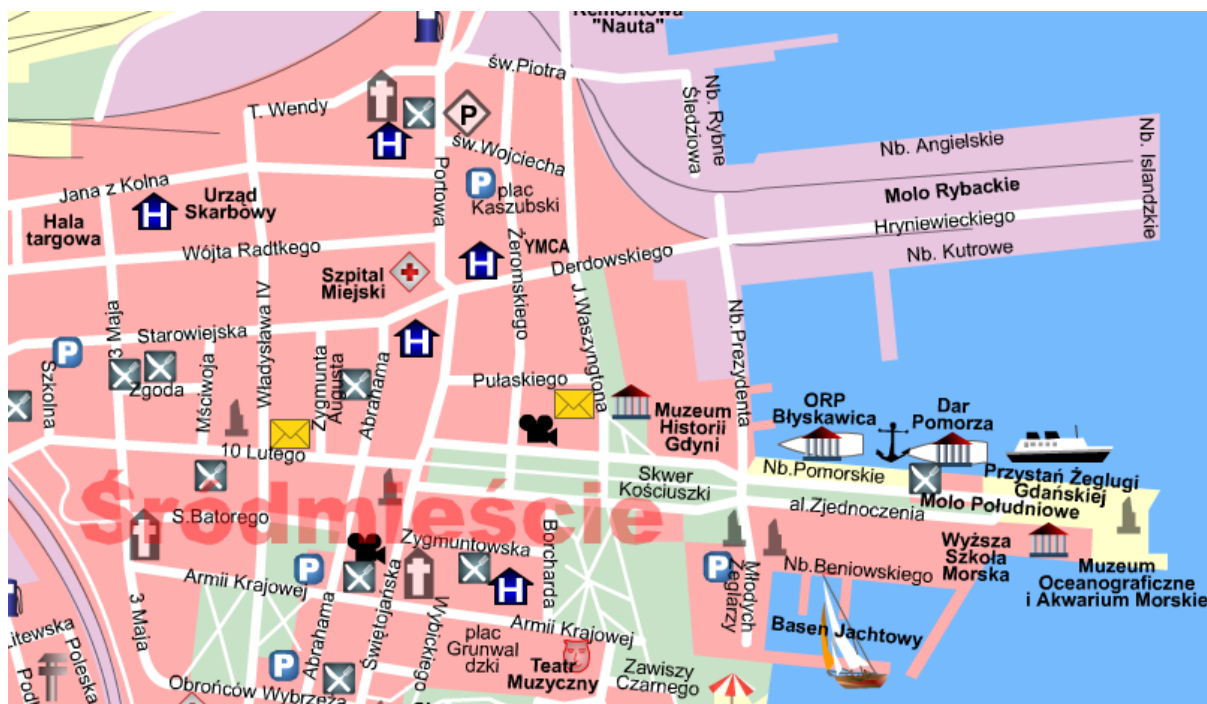 Remontowa
"Nauta"
św.Piotra
T. Wendy
P
Nb. Rybne
Śledziowa
św.Wojciecha
Nb. Angielskie
Nb. Islandzkie
H
Portowa
Jana z Kolna
Urząd
Skarbowy
P
plac
Kaszubski
Molo Rybackie
Hala
targowa
H
Hryniewieckiego
Wójta Radtkego
Żeromskiego
YMCA
H
Derdowskiego
Nb. Kutrowe
Szpital
Miejski
3 Maja
Władysława IV
J.Waszyngtona
Nb.Prezydenta
Starowiejska
H
P
Szkolna
Zgoda
Mściwoja
Zygmunta
Augusta
Abrahama
Pułaskiego
Muzeum
Historii
Gdyni
ORP
Błyskawica
Dar
Pomorza
10 Lutego
Skwer
Kościuszki
Nb.Pomorskie
Przystań Żeglugi
Gdańskiej
Molo Południowe
al.Zjednoczenia
Śródmieście
S.Batorego
Zygmuntowska
Borcharda
Wyższa
Szkoła
Morska
P
Armii Krajowej
H
P
Młodych
Żeglarzy
Nb.Beniowskiego
Muzeum
Oceanograficzne
i Akwarium Morskie
3 Maja
Abrahama
Świętojańska
Wybickiego
Armii Krajowej
Basen Jachtowy
Litewska
Poleska
P
plac
Grunwal
dzki
Teatr
Muzyczny
Zawiszy
Czarnego
Obrońców Wybrzeża